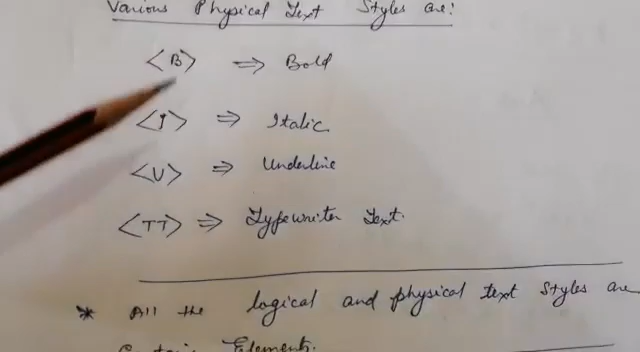 Various Physical Text Styles are:
<B> ⇒ Bold
<I> ⇒ Italic
<U> ⇒ Underline
<TT> ⇒ Typewriter Text.
* All the logical and physical text styles are
Elements.